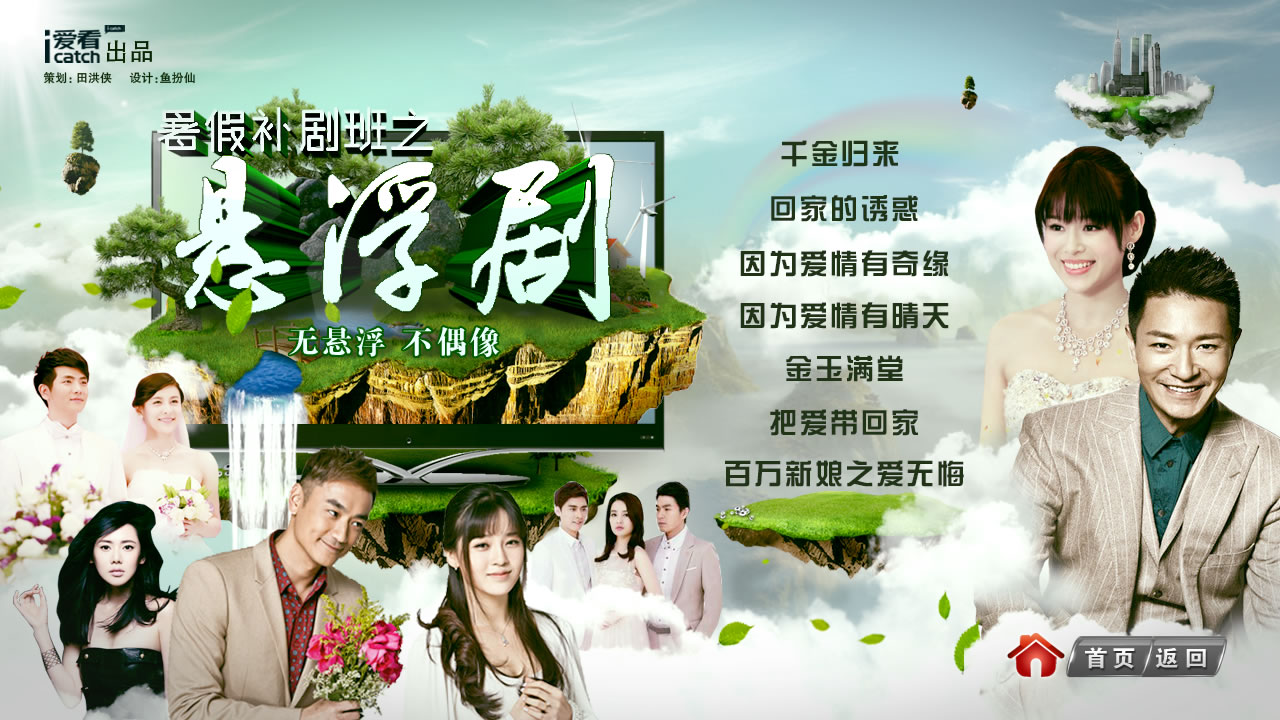 i爱看 i catch
catch 出品
策划：田洪侠 设计：鱼扮仙
暑假补剧班之
悬浮剧
无悬浮 不偶像
千金归来
回家的诱惑
因为爱情有奇缘
因为爱情有晴天
金玉满堂
把爱带回家
百万新娘之爱无悔
首页 返回